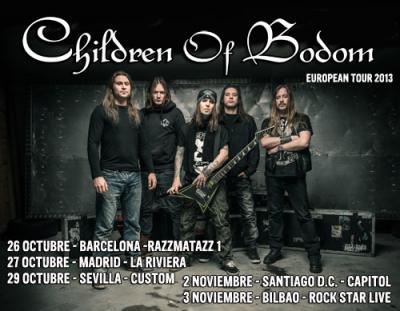 Children Of Bodom
EUROPEAN TOUR 2013
26 OCTUBRE - BARCELONA -RAZZMATAZZ 1
27 OCTUBRE - MADRID - LA RIVIERA
29 OCTUBRE - SEVILLA - CUSTOM
2 NOVIEMBRE - SANTIAGO D.C. - CAPITOL
3 NOVIEMBRE - BILBAO - ROCK STAR LIVE